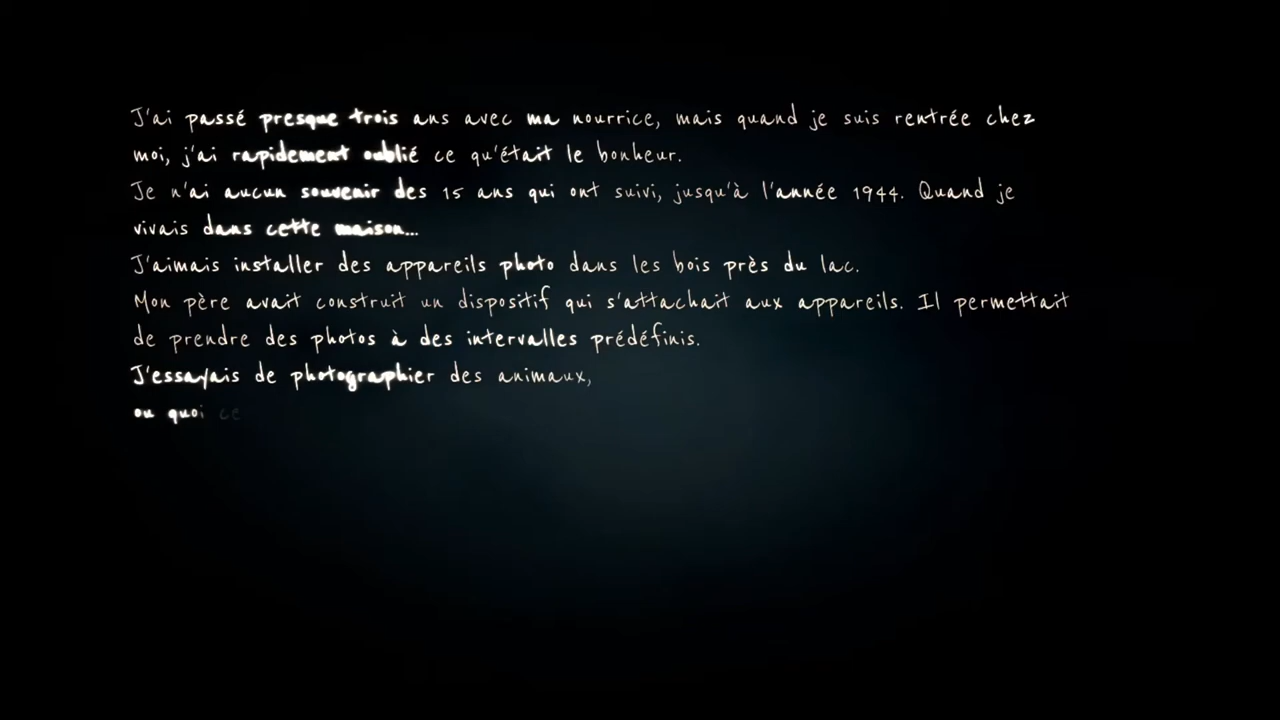 J'ai passé presque trois ans avec ma nourrice, mais quand je suis rentrée chez
moi, j'ai rapidement oublié ce qu'était le bonheur.
Je n'ai aucun souvenir des 15 ans qui ont suivi, jusqu'à l'année 1944. Quand je
vivais dans cette maison...
J'aimais installer des appareils photo dans les bois près du lac.
Mon père avait construit un dispositif qui s'attachait aux appareils. Il permettait
de prendre des photos à des intervalles prédéfinis.
J'essayais de photographier des animaux,
ou quoi ce